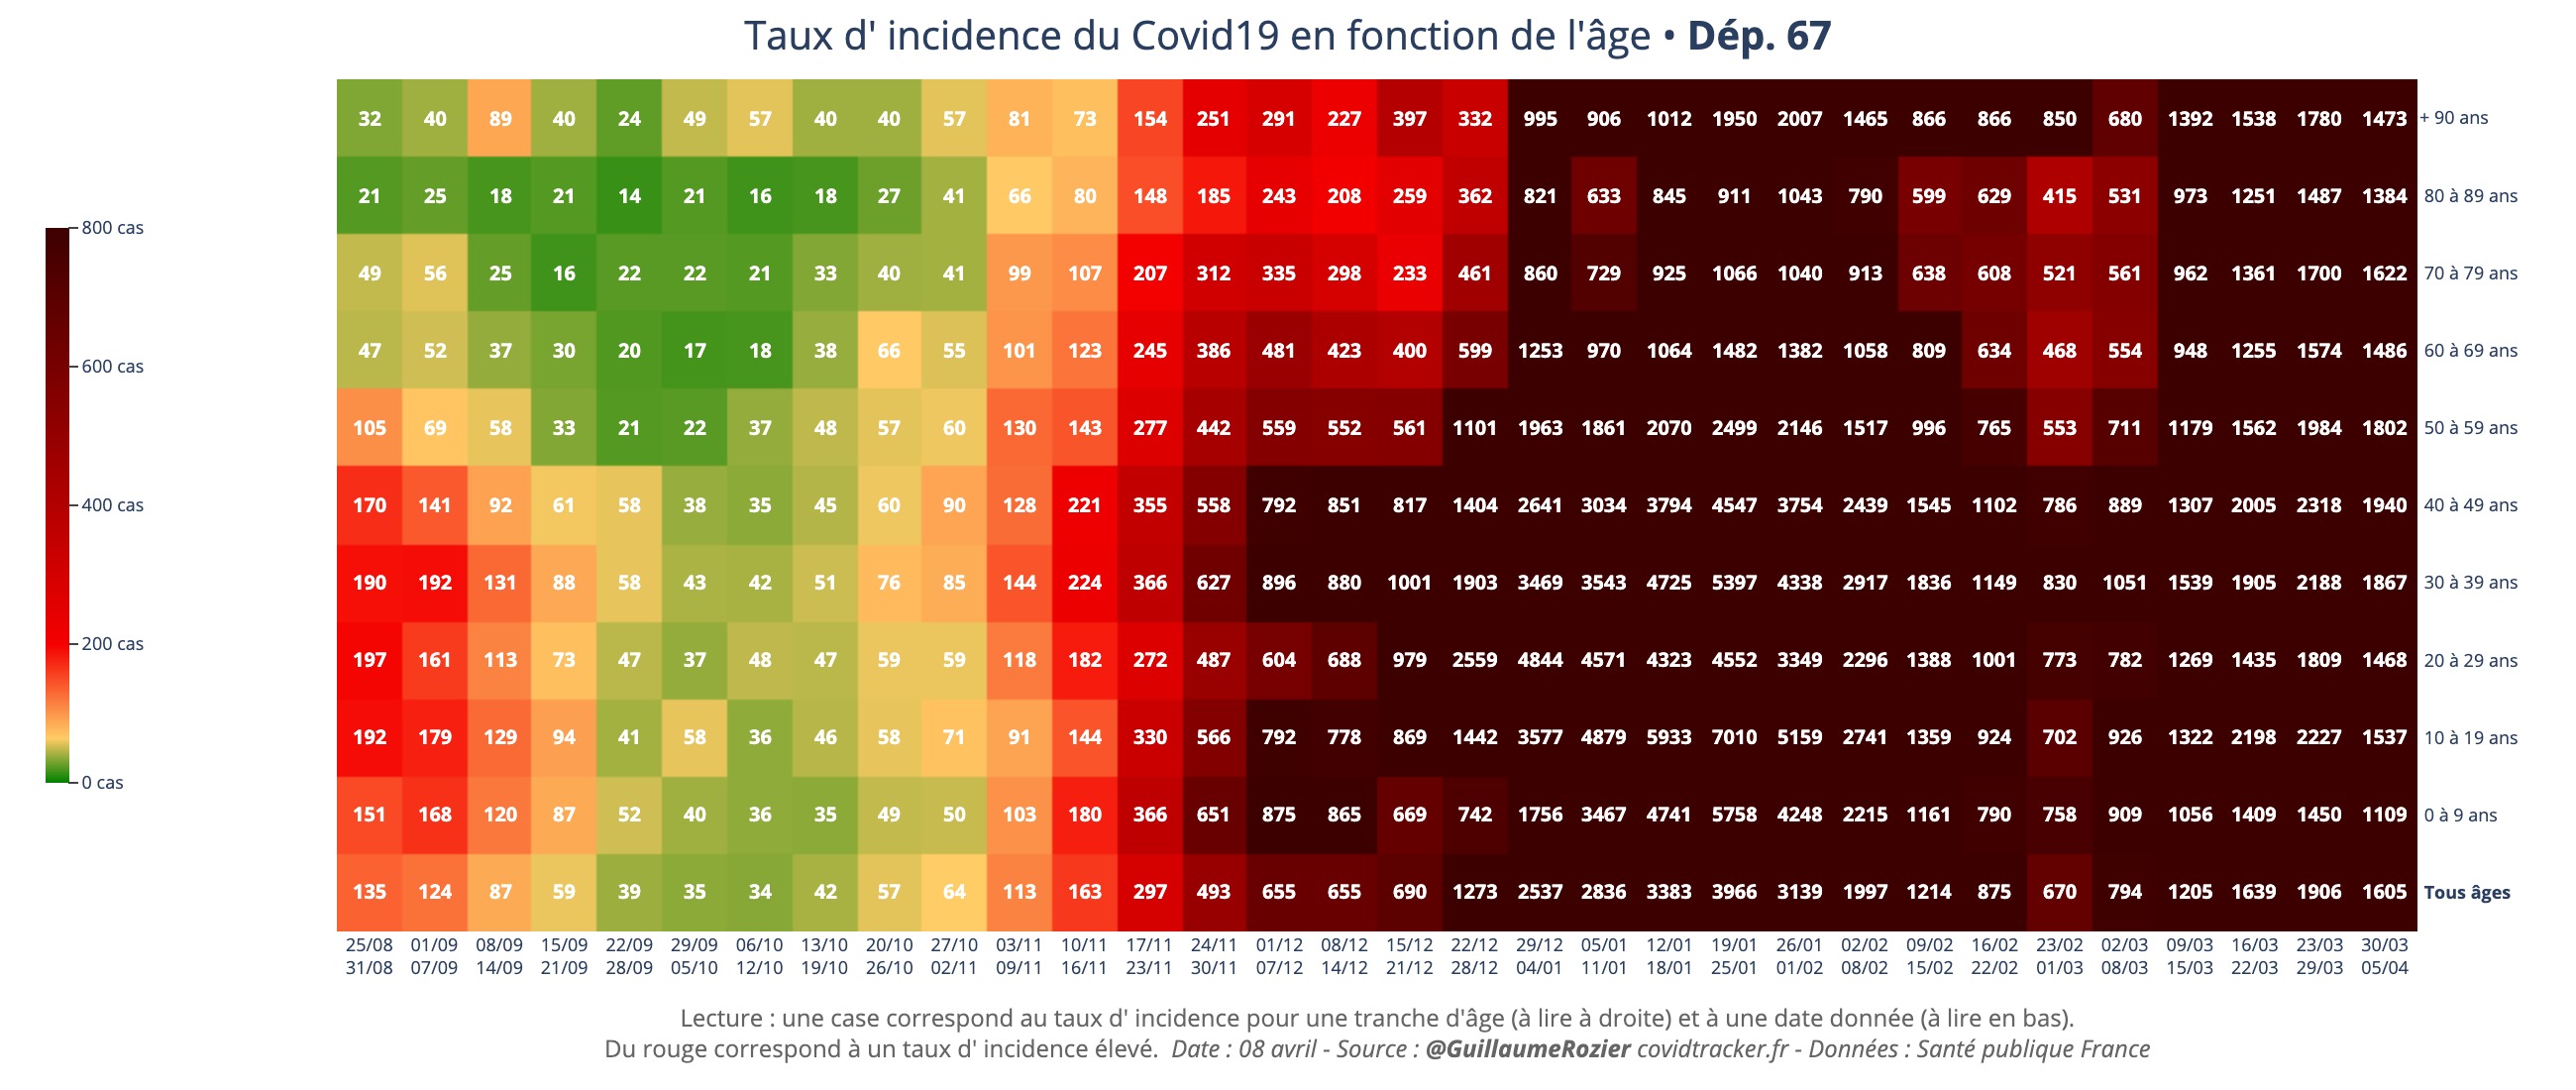 Taux d' incidence du Covid19 en fonction de l'âge • Dép. 67
800 cas
600 cas
400 cas
200 cas
0 cas
32 40 89 40 24 49 57 40 40 57 81 73 154 251 291 227 397 332 995 906 1012 1950 2007 1465 866 866 850 680 1392 1538 1780 1473 + 90 ans
21 25 18 21 14 21 16 18 27 41 66 80 148 185 243 208 259 362 821 633 845 911 1043 790 599 629 415 531 973 1251 1487 1384 80 à 89 ans
49 56 25 16 22 22 21 33 40 41 99 107 207 312 335 298 233 461 860 729 925 1066 1040 913 638 608 521 561 962 1361 1700 1622 70 à 79 ans
47 52 37 30 20 17 18 38 66 55 101 123 245 386 481 423 400 599 1253 970 1064 1482 1382 1058 809 634 468 554 948 1255 1574 1486 60 à 69 ans
105 69 58 33 21 22 37 48 57 60 130 143 277 442 559 552 561 1101 1963 1861 2070 2499 2146 1517 996 765 553 711 1179 1562 1984 1802 50 à 59 ans
170 141 92 61 58 38 35 45 60 90 128 221 355 558 792 851 817 1404 2641 3034 3794 4547 3754 2439 1545 1102 786 889 1307 2005 2318 1940 40 à 49 ans
190 192 131 88 58 43 42 51 76 85 144 224 366 627 896 880 1001 1903 3469 3543 4725 5397 4338 2917 1836 1149 830 1051 1539 1905 2188 1867 30 à 39 ans
197 161 113 73 47 37 48 47 59 59 118 182 272 487 604 688 979 2559 4844 4571 4323 4552 3349 2296 1388 1001 773 782 1269 1435 1809 1468 20 à 29 ans
192 179 129 94 41 58 36 46 58 71 91 144 330 566 792 778 869 1442 3577 4879 5933 7010 5159 2741 1359 924 702 926 1322 2198 2227 1537 10 à 19 ans
151 168 120 87 52 40 36 35 49 50 103 180 366 651 875 865 669 742 1756 3467 4741 5758 4248 2215 1161 790 758 909 1056 1409 1450 1109 0 à 9 ans
135 124 87 59 39 35 34 42 57 64 113 163 297 493 655 655 690 1273 2537 2836 3383 3966 3139 1997 1214 875 670 794 1205 1639 1906 1605 Tous âges
25/08 01/09 08/09 15/09 22/09 29/09 06/10 13/10 20/10 27/10 03/11 10/11 17/11 24/11 01/12 08/12 15/12 22/12 29/12 05/01 12/01 19/01 26/01 02/02 09/02 16/02 23/02 02/03 09/03 16/03 23/03 30/03
31/08 07/09 14/09 21/09 28/09 05/10 12/10 19/10 26/10 02/11 09/11 16/11 23/11 30/11 07/12 14/12 21/12 28/12 04/01 11/01 18/01 25/01 01/02 08/02 15/02 22/02 01/03 08/03 15/03 22/03 29/03 05/04
Lecture : une case correspond au taux d' incidence pour une tranche d'âge (à lire à droite) et à une date donnée (à lire en bas).
Du rouge correspond à un taux d' incidence élevé. Date : 08 avril - Source : @GuillaumeRozier covidtracker.fr - Données : Santé publique France